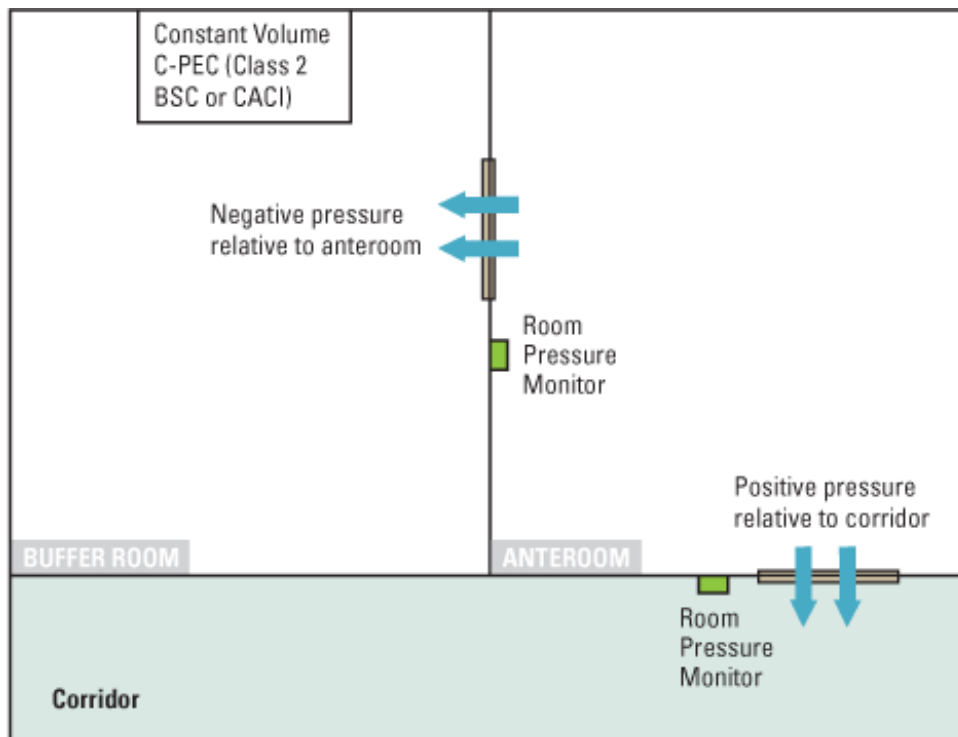 Constant Volume
C-PEC (Class 2
BSC or CACI)
Negative pressure
relative to anteroom
Room
Pressure
Monitor
Positive pressure
relative to corridor
BUFFER ROOM
ANTEROOM
Room
Pressure
Monitor
Corridor